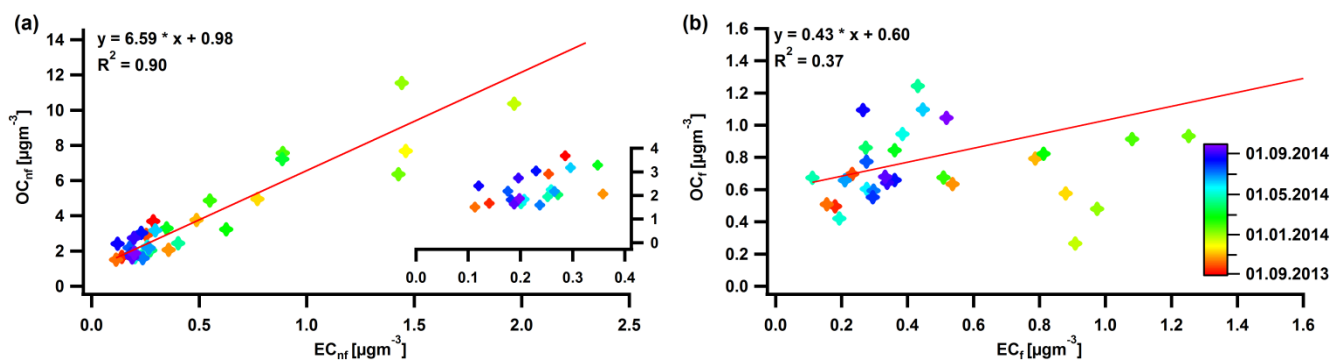 (a)
y = 6.59 * x + 0.98
R² = 0.90
OCnf [µgm⁻³]
14
12
10
8
6
4
2
0
0.0 0.5 1.0 1.5 2.0 2.5
ECnf [µgm⁻³]
4
3
2
1
0
0.0 0.1 0.2 0.3 0.4
(b)
y = 0.43 * x + 0.60
R² = 0.37
OCf [µgm⁻³]
1.6
1.4
1.2
1.0
0.8
0.6
0.4
0.2
0.0
0.2 0.4 0.6 0.8 1.0 1.2 1.4 1.6
ECf [µgm⁻³]
01.09.2014
01.05.2014
01.01.2014
01.09.2013